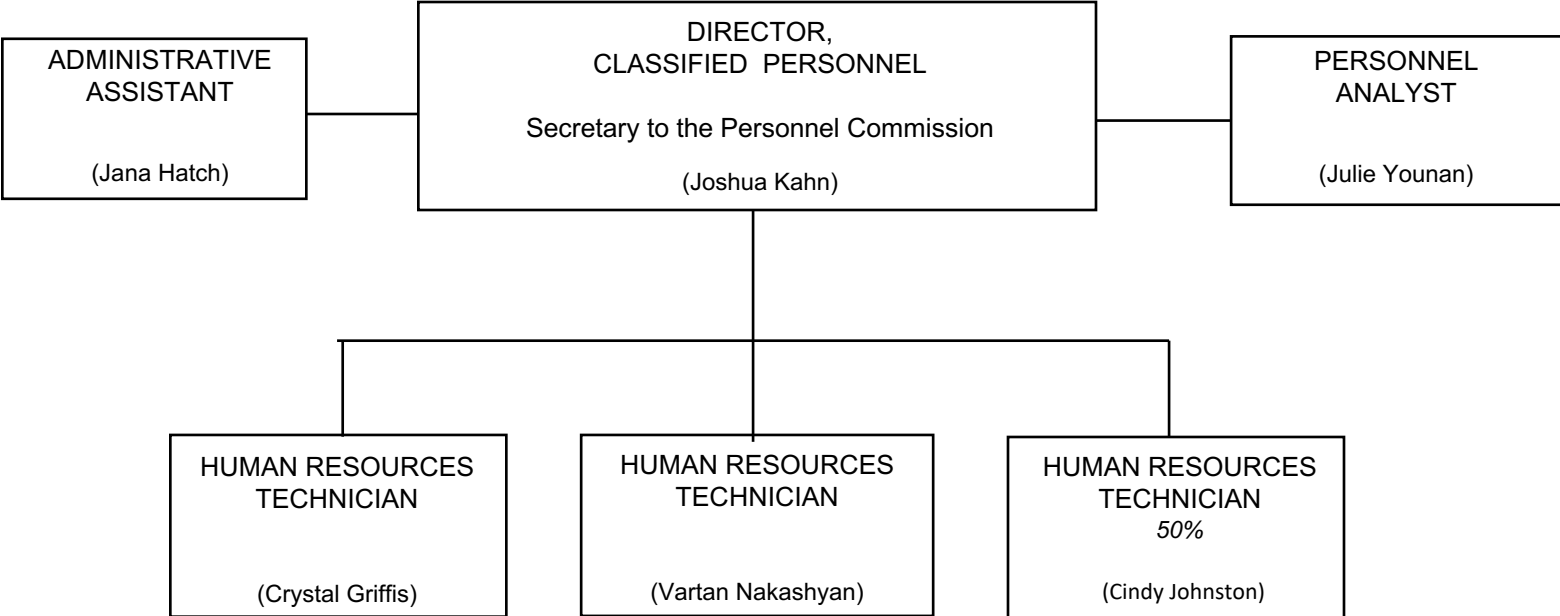 ADMINISTRATIVE
ASSISTANT
(Jana Hatch)
DIRECTOR,
CLASSIFIED PERSONNEL
Secretary to the Personnel Commission
(Joshua Kahn)
PERSONNEL
ANALYST
(Julie Younan)
HUMAN RESOURCES
TECHNICIAN
(Crystal Griffis)
HUMAN RESOURCES
TECHNICIAN
(Vartan Nakashyan)
HUMAN RESOURCES
TECHNICIAN
50%
(Cindy Johnston)